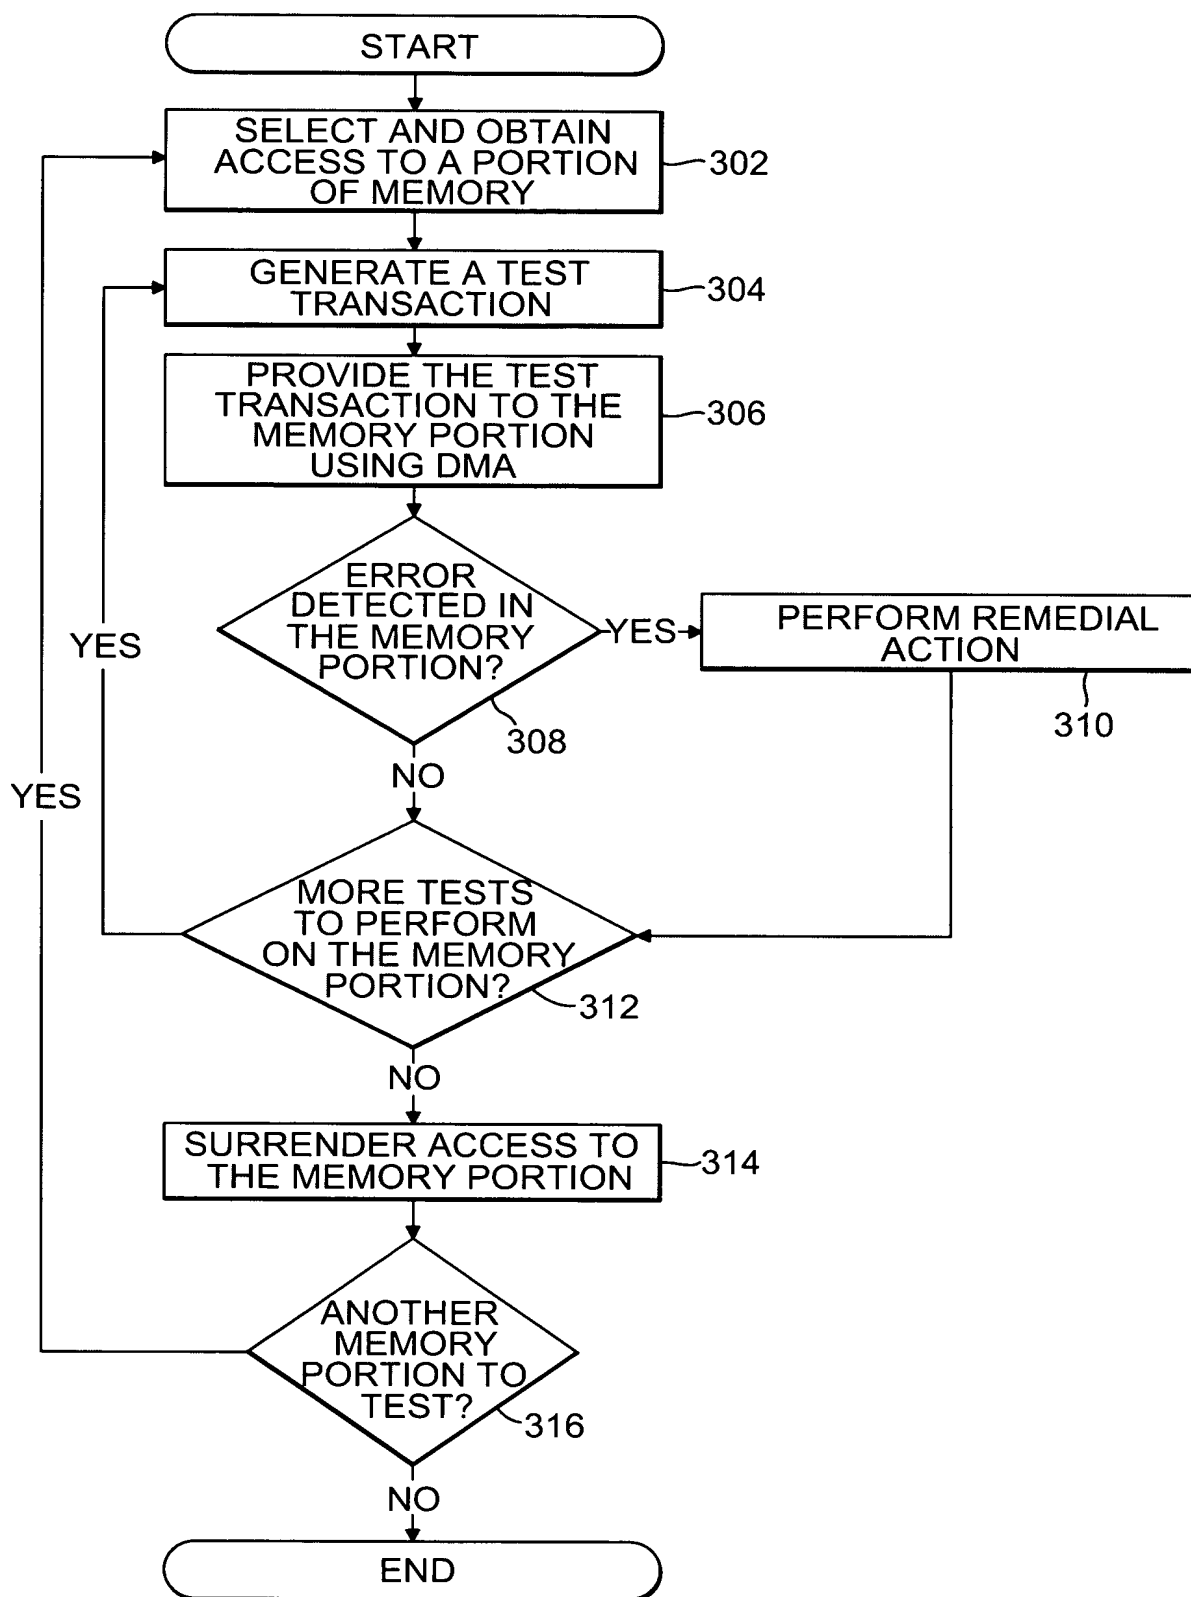 START
SELECT AND OBTAIN
ACCESS TO A PORTION
OF MEMORY
302
GENERATE A TEST
TRANSACTION
304
PROVIDE THE TEST
TRANSACTION TO THE
MEMORY PORTION
USING DMA
306
ERROR
DETECTED IN
THE MEMORY
PORTION?
308
YES
PERFORM REMEDIAL
ACTION
310
YES
YES
NO
MORE TESTS
TO PERFORM
ON THE MEMORY
PORTION?
312
NO
SURRENDER ACCESS TO
THE MEMORY PORTION
314
ANOTHER
MEMORY
PORTION TO
TEST?
316
NO
END